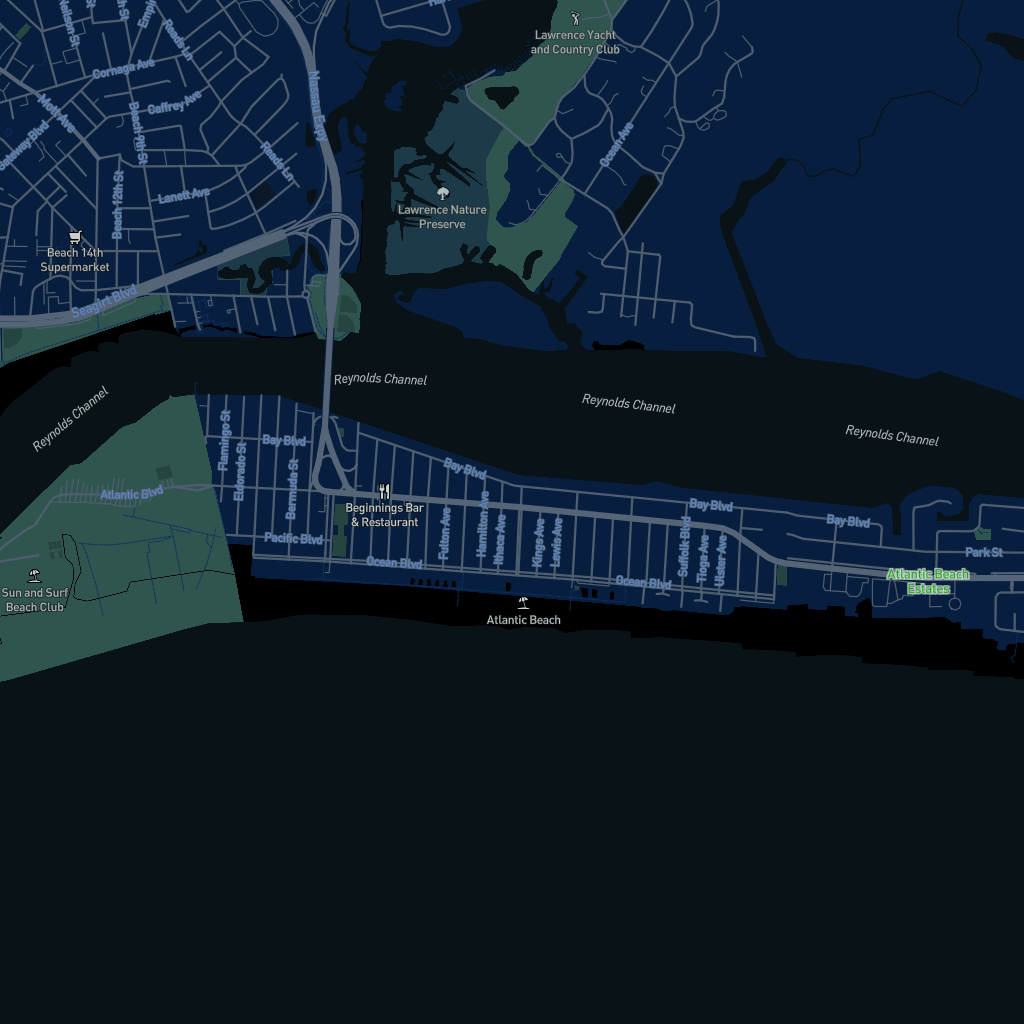 Lawrence Yacht
and Country Club
Nelson St
Reads Ln
Cornaga Ave
Nassau Expy
Mott Ave
Caffrey Ave
Gateway Blvd
Beach 9th St
Ocean Ave
Reads Ln
Beach 12th St
Lanett Ave
Lawrence Nature
Preserve
Beach 14th
Supermarket
Seagirt Blvd
Reynolds Channel
Reynolds Channel
Reynolds Channel
Reynolds Channel
Flamingo St
Bay Blvd
Eldorado St
Bermuda St
Bay Blvd
Atlantic Blvd
Bay Blvd
Bay Blvd
Beginnings Bar
& Restaurant
Fulton Ave
Hamilton Ave
Ithaca Ave
Kings Ave
Lewis Ave
Suffolk Blvd
Tioga Ave
Ulster Ave
Pacific Blvd
Park St
Ocean Blvd
Ocean Blvd
Atlantic Beach
Estates
Sun and Surf
Beach Club
Atlantic Beach